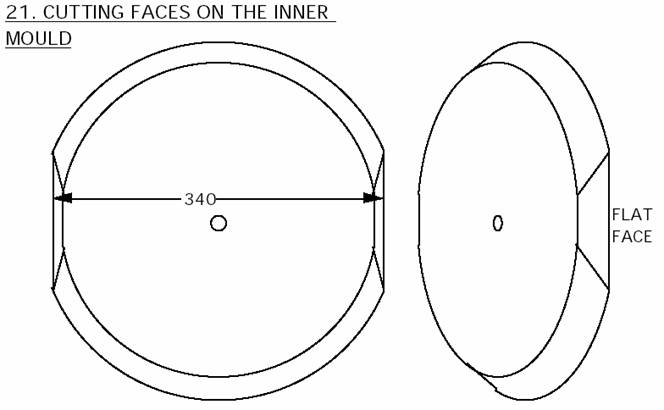 21. CUTTING FACES ON THE INNER
MOULD
340
FLAT
FACE